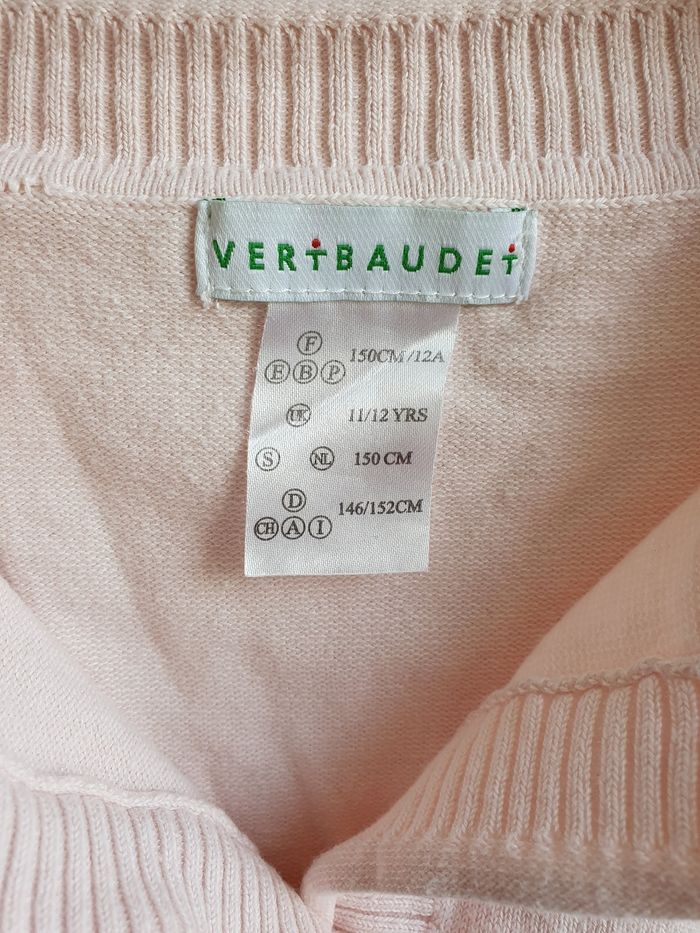 VERTBAUDET
F
E B P 150CM/12A
UK 11/12 YRS
S NL 150 CM
D
CH A I 146/152CM